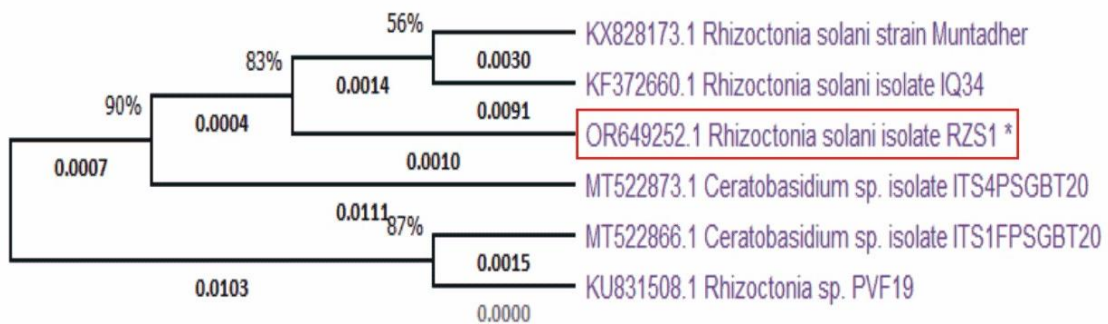 56%
KX828173.1 Rhizoctonia solani strain Muntadher
83%
0.0030
0.0014
KF372660.1 Rhizoctonia solani isolate IQ34
90%
0.0091
0.0004
OR649252.1 Rhizoctonia solani isolate RZS1 *
0.0007
0.0010
MT522873.1 Ceratobasidium sp. isolate ITS4PSGBT20
0.0111
87%
MT522866.1 Ceratobasidium sp. isolate ITS1FPSGBT20
0.0015
0.0103
KU831508.1 Rhizoctonia sp. PVF19
0.0000